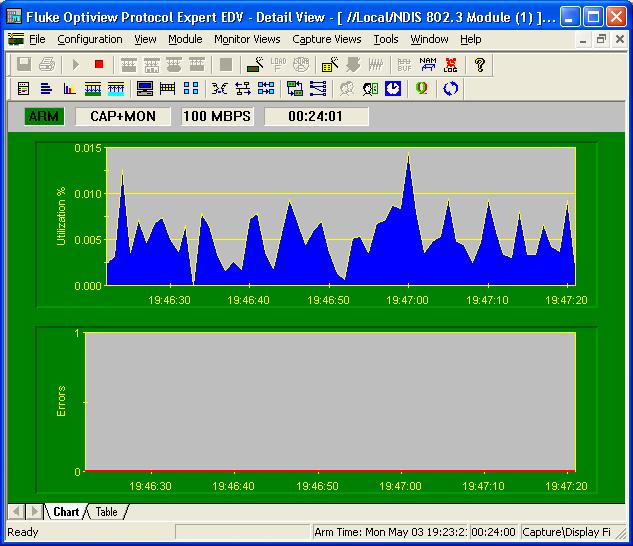 Fluke Optiview Protocol Expert EDV - Detail View - [ //Local/NDIS 802.3 Module (1) ]...
File Configuration View Module Monitor Views Capture Views Tools Window Help
NAM
LOG
ARM CAP+MON 100 MBPS 00:24:01
Utilization %
0.015
0.010
0.005
0.000
19:46:30 19:46:40 19:46:50 19:47:00 19:47:10 19:47:20
Errors
1
0
19:46:30 19:46:40 19:46:50 19:47:00 19:47:10 19:47:20
Chart Table
Ready Arm Time: Mon May 03 19:23:2 00:24:00 Capture\Display Fi